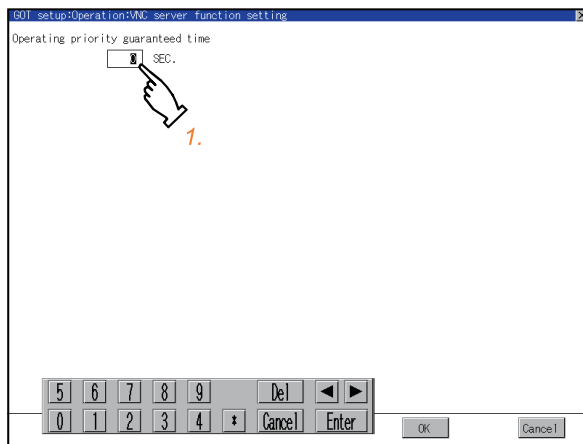 GOT setup:Operation:VNC server function setting
Operating priority guaranteed time
0 SEC.
1.
5 6 7 8 9 Del ◄ ►
0 1 2 3 4 * Cancel Enter
OK Cancel